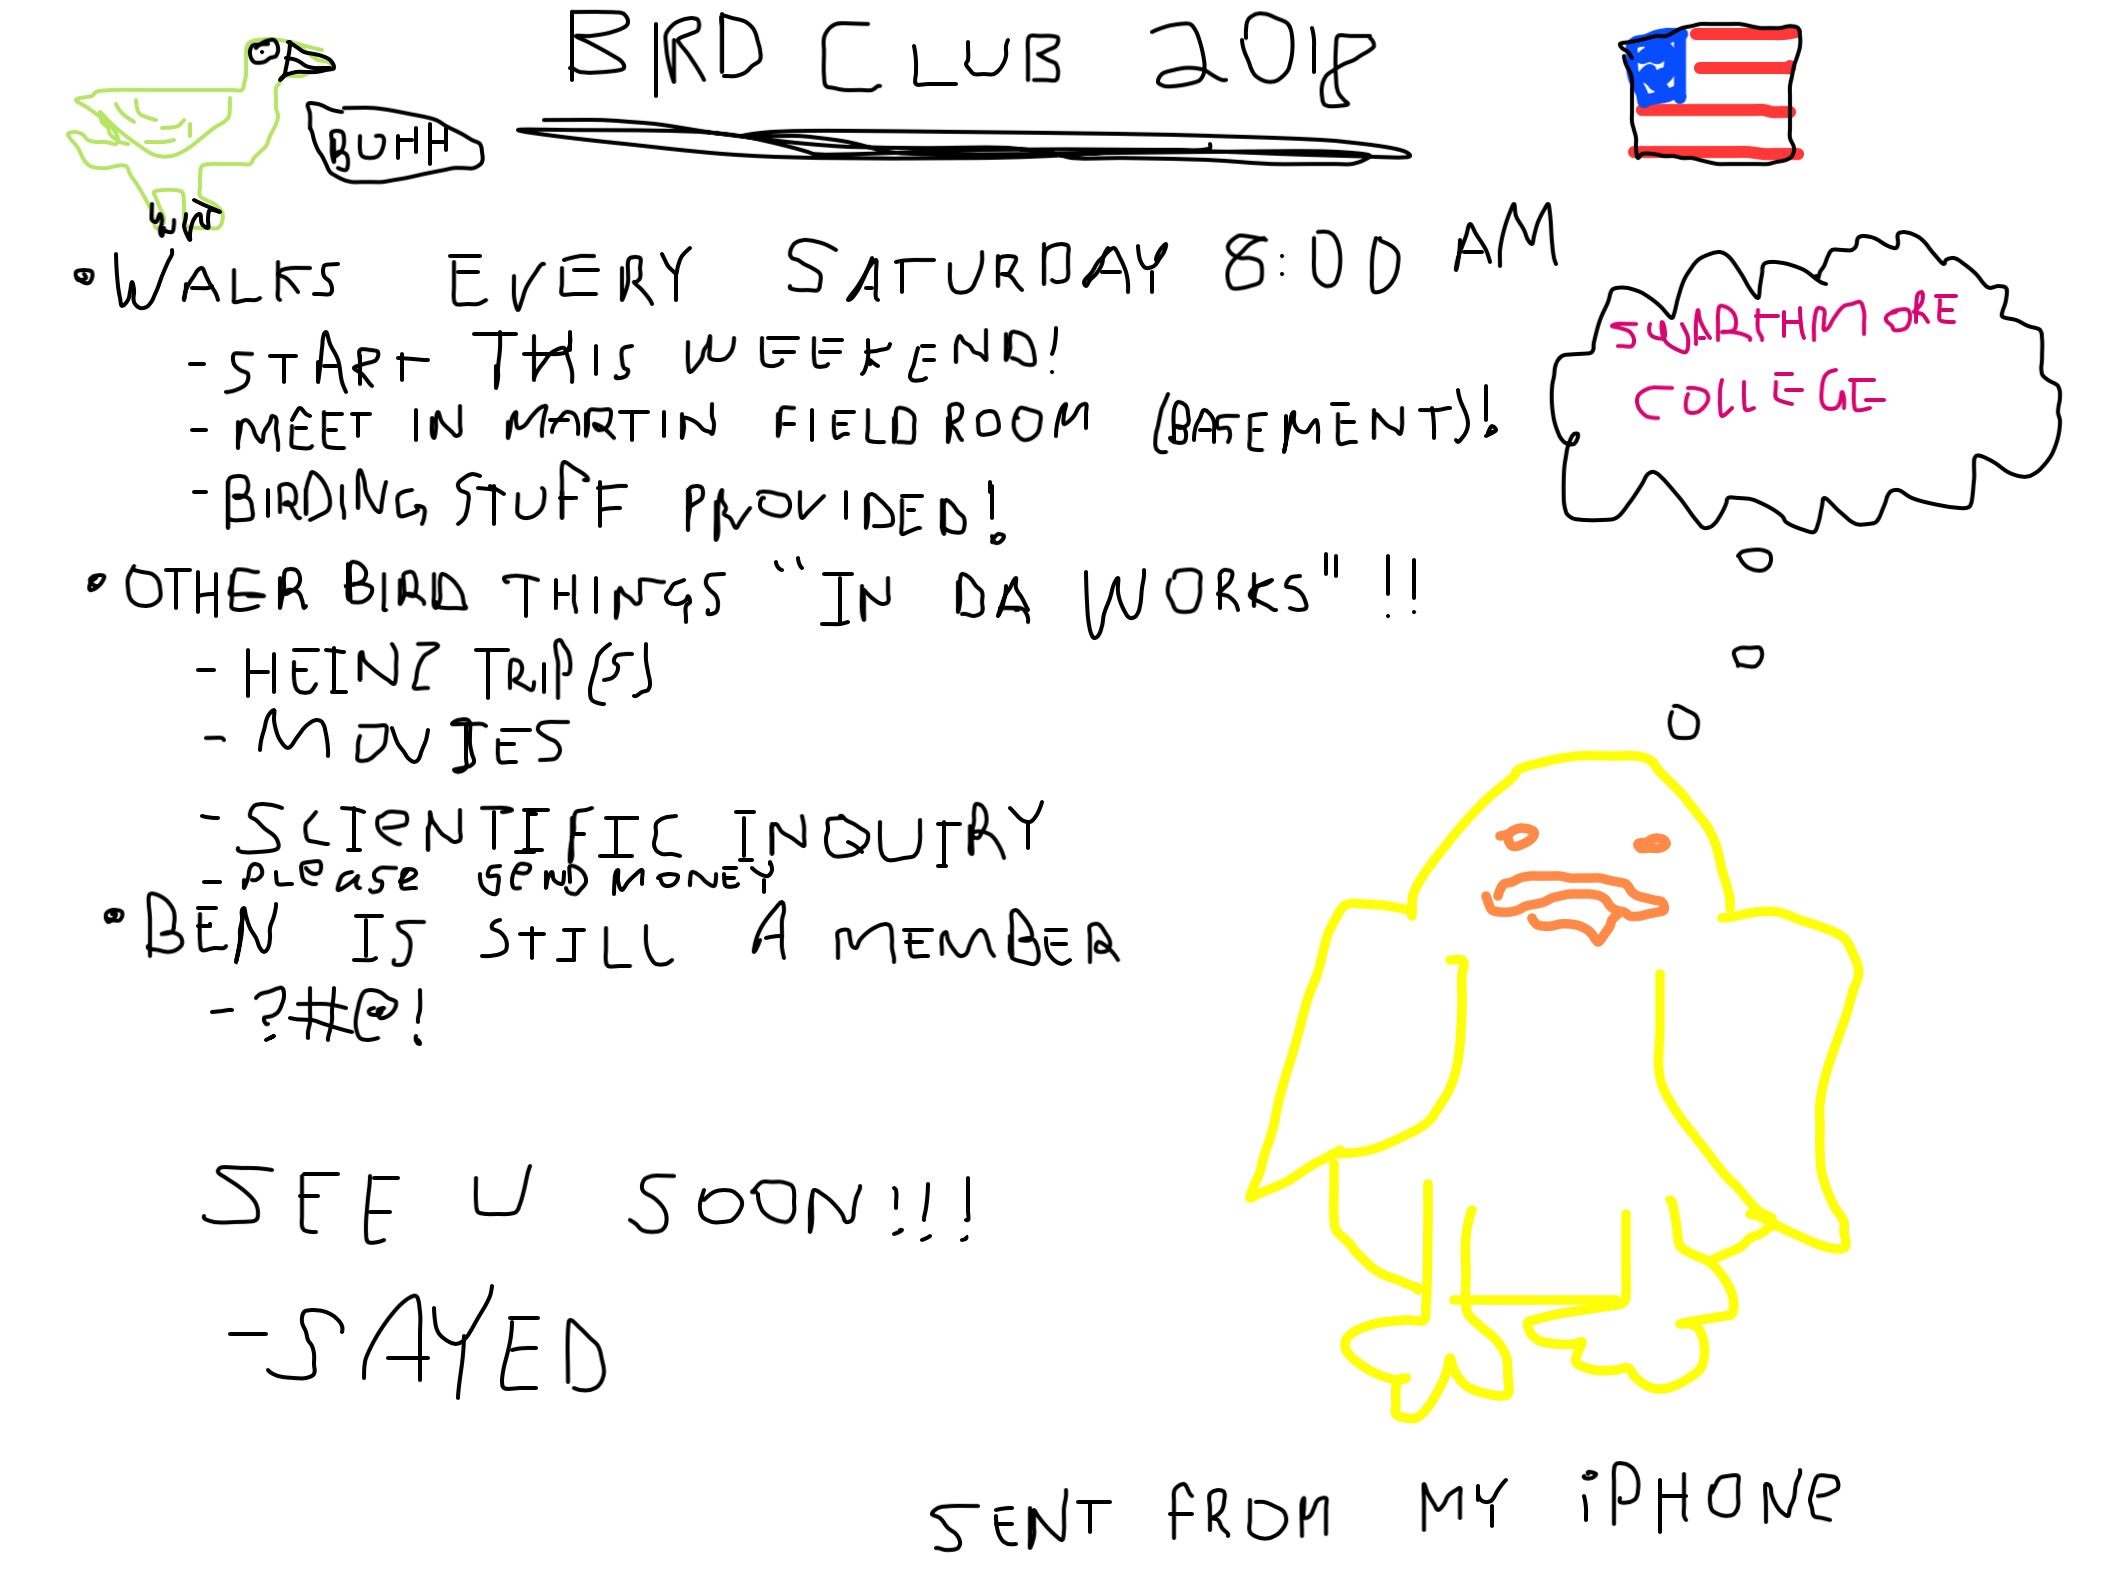 BIRD CLUB 2018
BUHH
• WALKS EVERY SATURDAY 8:00 AM
- START THIS WEEKEND!
- MEET IN MARTIN FIELD ROOM (BASEMENT)!
- BIRDING STUFF PROVIDED!
• OTHER BIRD THINGS "IN DA WORKS"!!
- HEINZ TRIP(S)
- MOVIES
- SCIeNTIFIC INQUIRY
- PLeaSe SeND MONEY
• BEN IS STILL A MEMBER
- ?#@!
SWARTHMORE
COLLEGE
SEE U SOON!!!
-SAYED
SENT FROM MY iPHONe